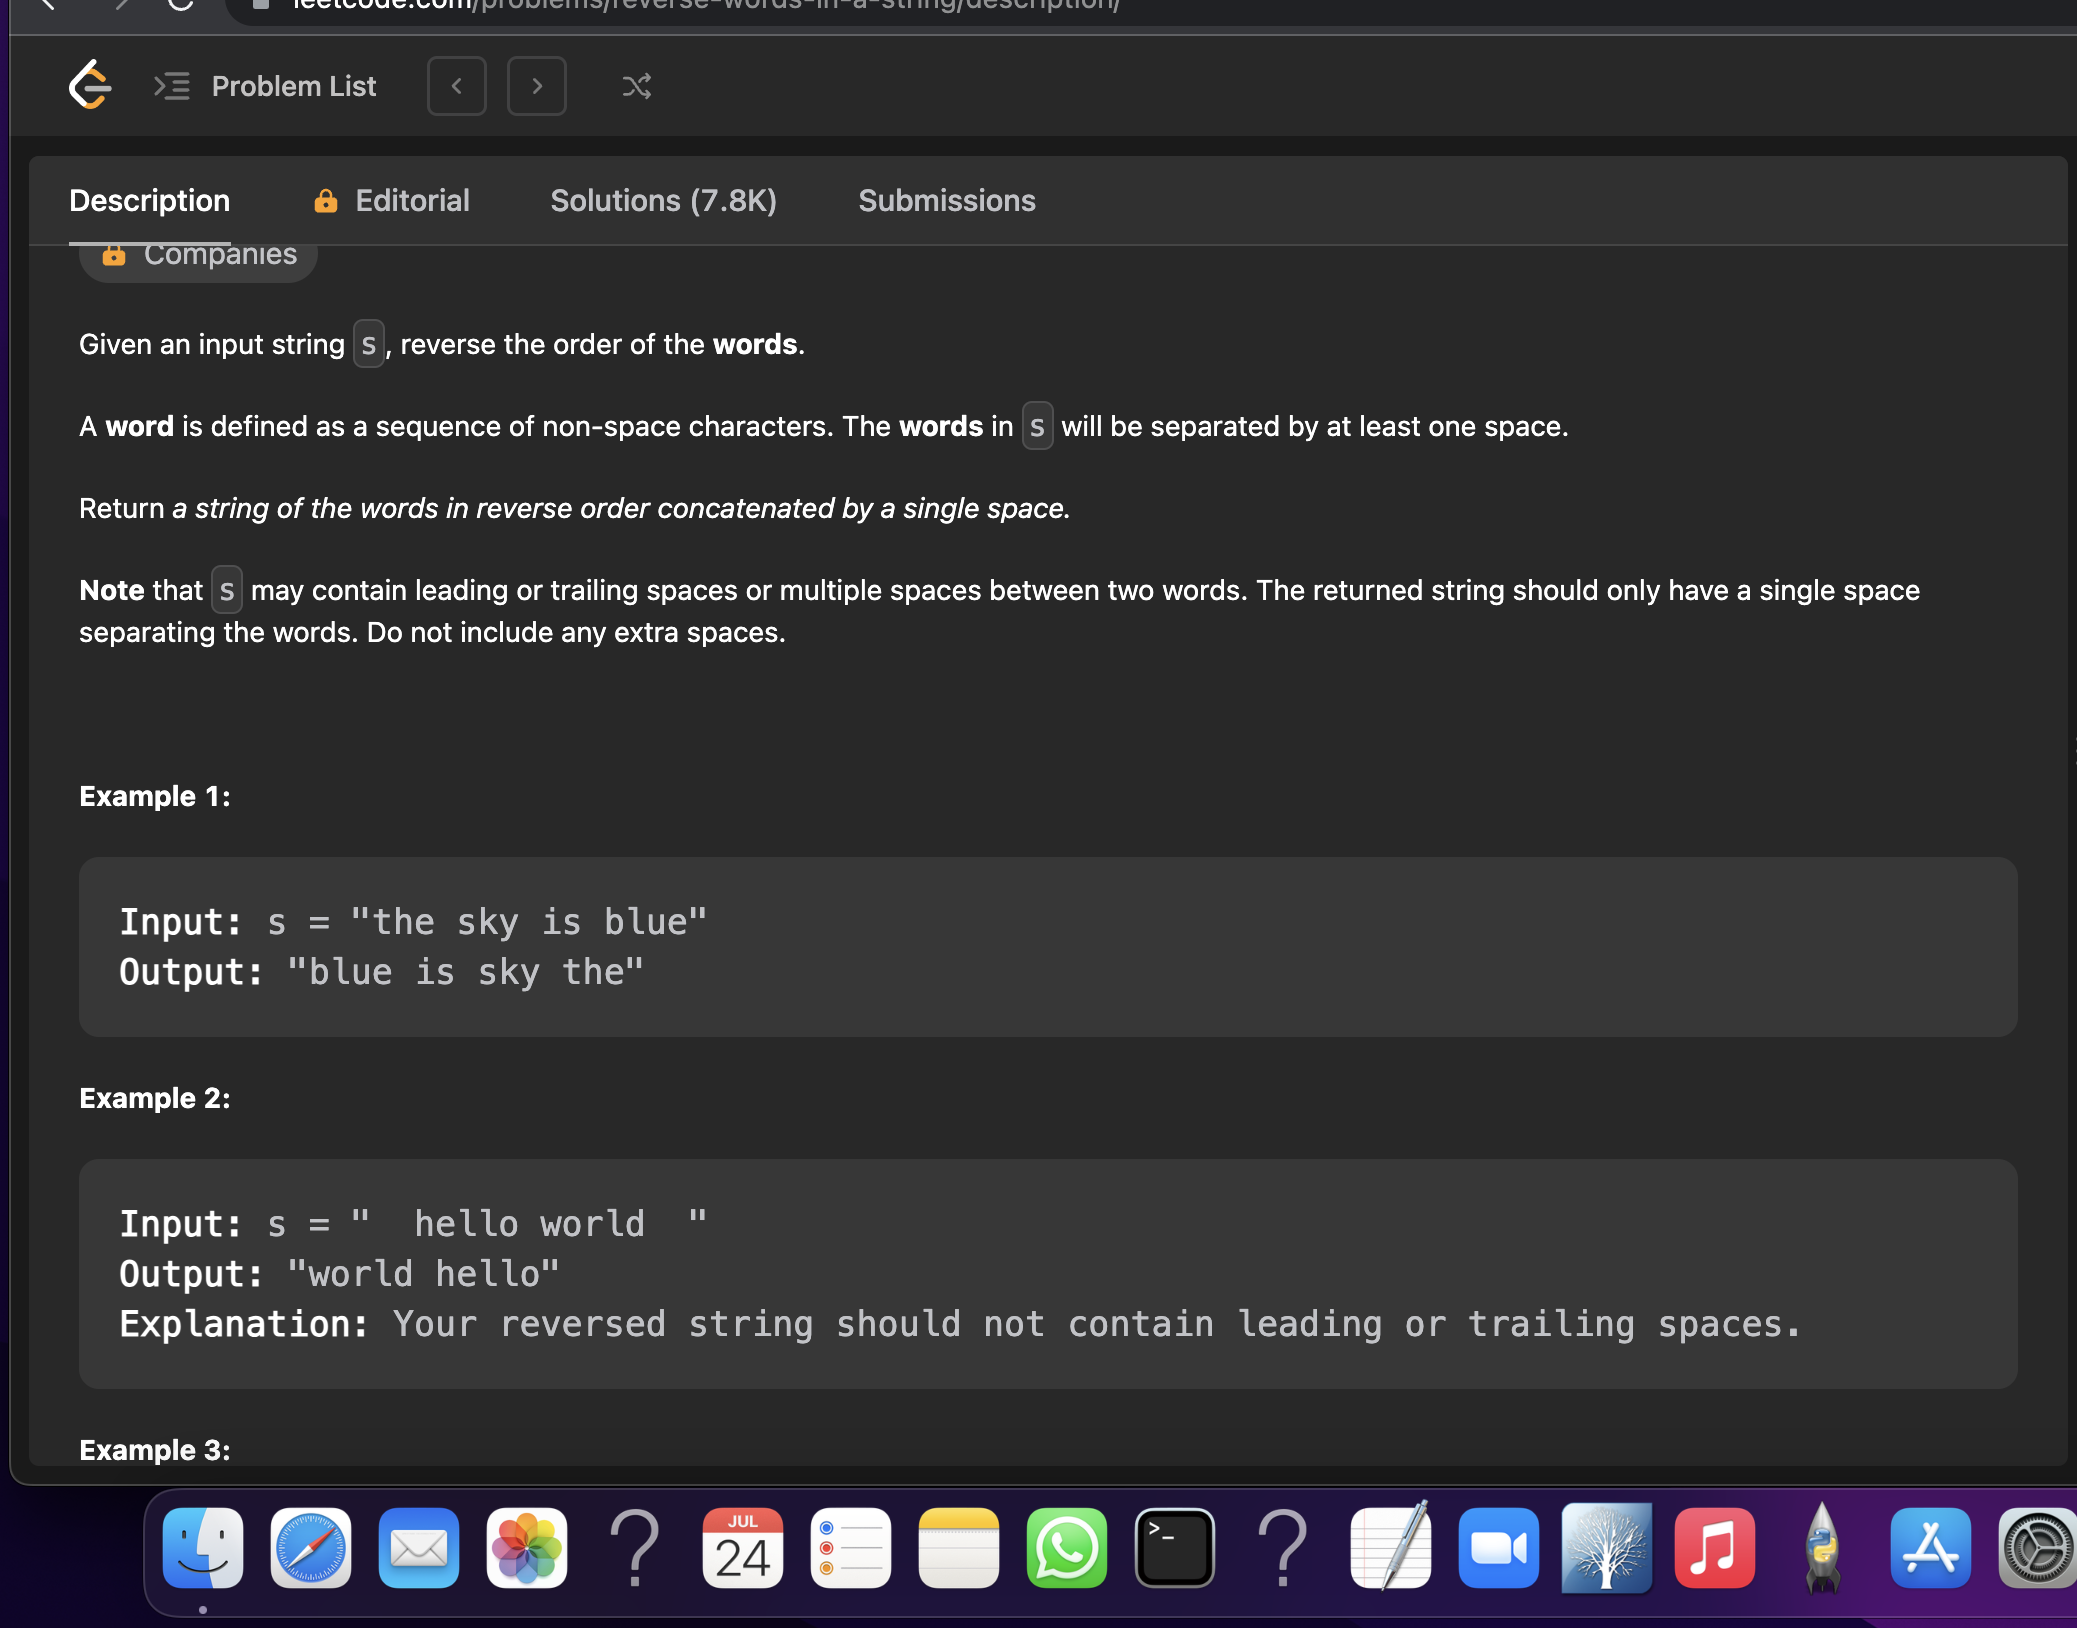 leetcode.com/problems/reverse-words-in-a-string/description/
Problem List
Description Editorial Solutions (7.8K) Submissions
Companies
Given an input string s, reverse the order of the words.
A word is defined as a sequence of non-space characters. The words in s will be separated by at least one space.
Return a string of the words in reverse order concatenated by a single space.
Note that s may contain leading or trailing spaces or multiple spaces between two words. The returned string should only have a single space
separating the words. Do not include any extra spaces.
Example 1:
Input: s = "the sky is blue"
Output: "blue is sky the"
Example 2:
Input: s = "  hello world  "
Output: "world hello"
Explanation: Your reversed string should not contain leading or trailing spaces.
Example 3:
JUL
24